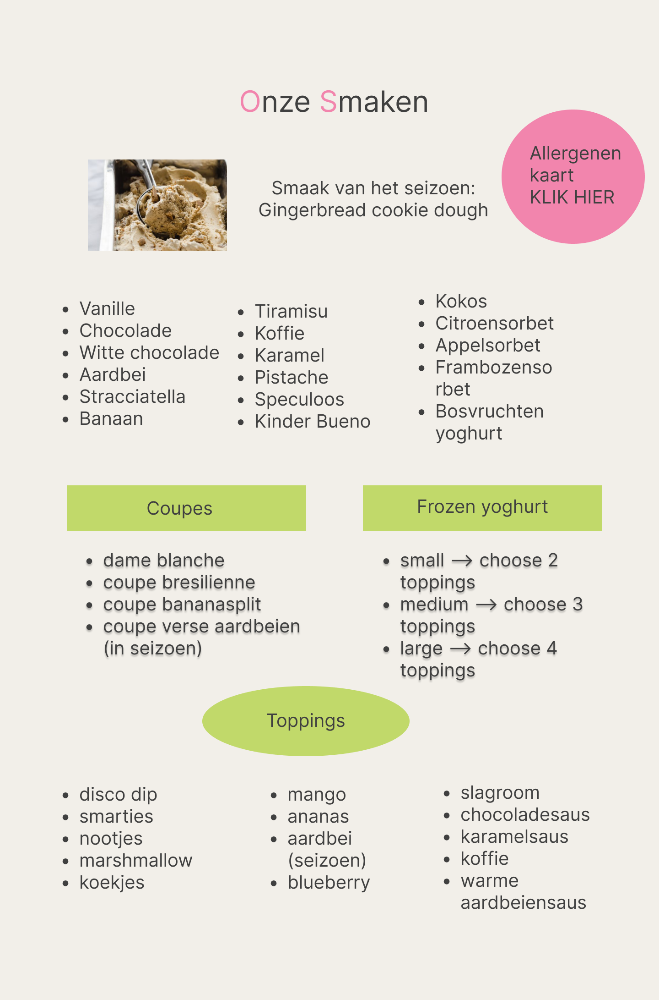 Onze Smaken
Allergenen
kaart
KLIK HIER
Smaak van het seizoen:
Gingerbread cookie dough
Vanille
Chocolade
Witte chocolade
Aardbei
Stracciatella
Banaan
Tiramisu
Koffie
Karamel
Pistache
Speculoos
Kinder Bueno
Kokos
Citroensorbet
Appelsorbet
Frambozenso
rbet
Bosvruchten
yoghurt
Coupes
dame blanche
coupe bresilienne
coupe bananasplit
coupe verse aardbeien
(in seizoen)
Frozen yoghurt
small → choose 2
toppings
medium → choose 3
toppings
large → choose 4
toppings
Toppings
disco dip
smarties
nootjes
marshmallow
koekjes
mango
ananas
aardbei
(seizoen)
blueberry
slagroom
chocoladesaus
karamelsaus
koffie
warme
aardbeiensaus